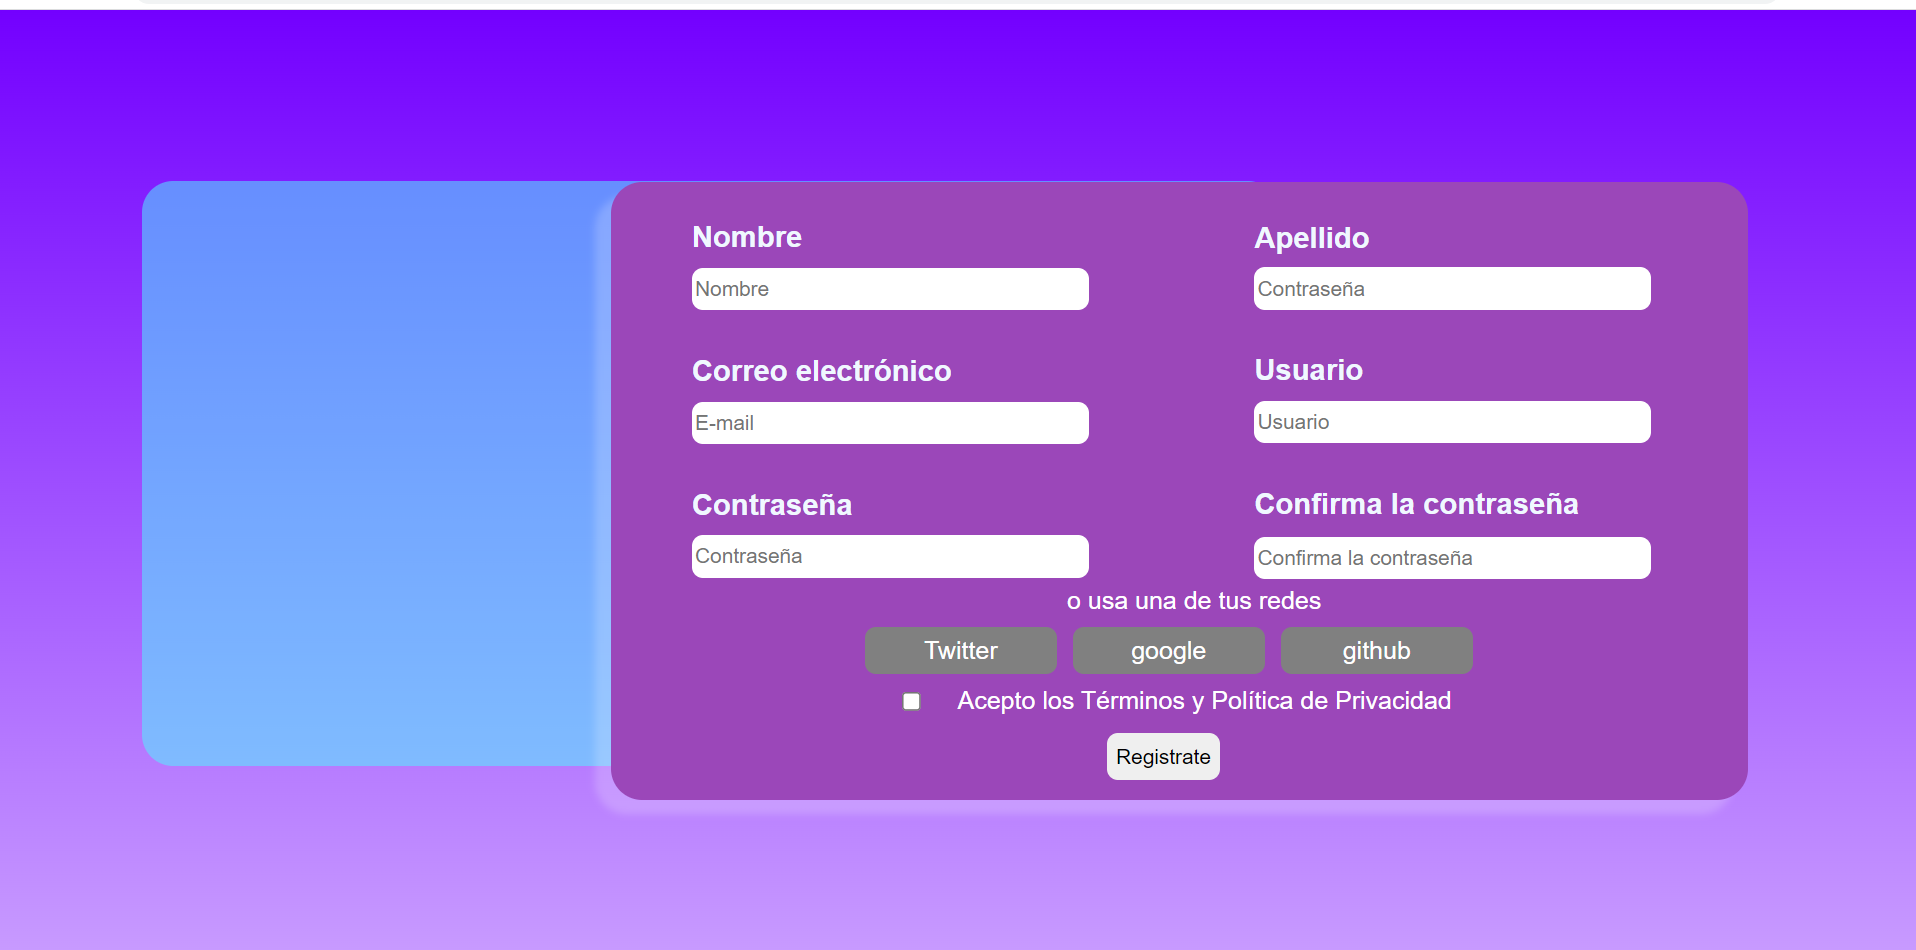 Nombre
Apellido
Nombre
Contraseña
Correo electrónico
Usuario
E-mail
Usuario
Contraseña
Confirma la contraseña
Contraseña
Confirma la contraseña
o usa una de tus redes
Twitter
google
github
Acepto los Términos y Política de Privacidad
Registrate